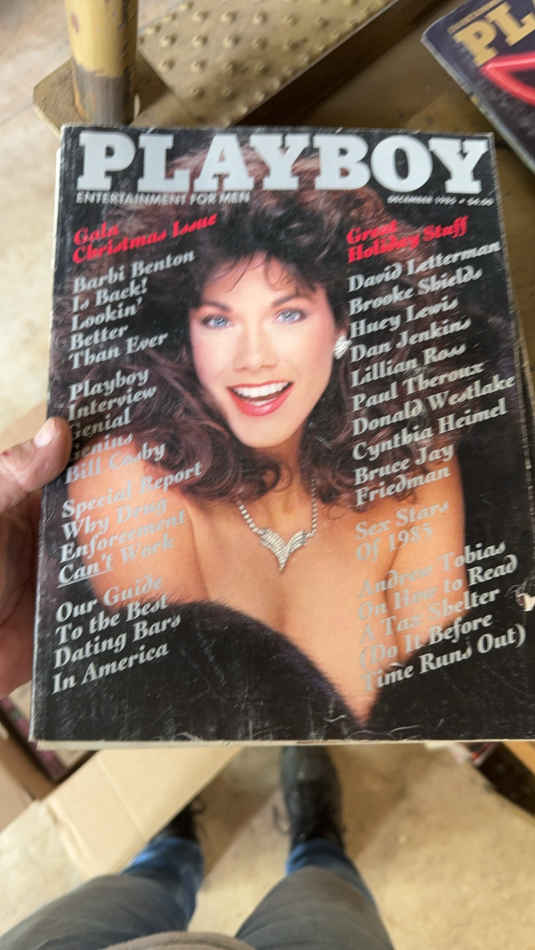 PLAYBOY
ENTERTAINMENT FOR MEN
DECEMBER 1985 • $4.00
Gala
Christmas Issue
Barbi Benton
Is Back!
Lookin'
Better
Than Ever
Playboy
Interview
Genial
Genius
Bill Cosby
Special Report
Why Drug
Enforcement
Can't Work
Our Guide
To the Best
Dating Bars
In America
Great
Holiday Stuff
David Letterman
Brooke Shields
Huey Lewis
Dan Jenkins
Lillian Ross
Paul Theroux
Donald Westlake
Cynthia Heimel
Bruce Jay
Friedman
Sex Stars
Of 1985
Andrew Tobias
On How to Read
A Tax Shelter
(Do It Before
Time Runs Out)
PL